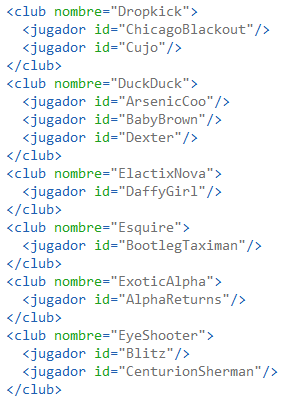 <club nombre="Dropkick">
  <jugador id="ChicagoBlackout"/>
  <jugador id="Cujo"/>
</club>
<club nombre="DuckDuck">
  <jugador id="ArsenicCoo"/>
  <jugador id="BabyBrown"/>
  <jugador id="Dexter"/>
</club>
<club nombre="ElactixNova">
  <jugador id="DaffyGirl"/>
</club>
<club nombre="Esquire">
  <jugador id="BootlegTaximan"/>
</club>
<club nombre="ExoticAlpha">
  <jugador id="AlphaReturns"/>
</club>
<club nombre="EyeShooter">
  <jugador id="Blitz"/>
  <jugador id="CenturionSherman"/>
</club>